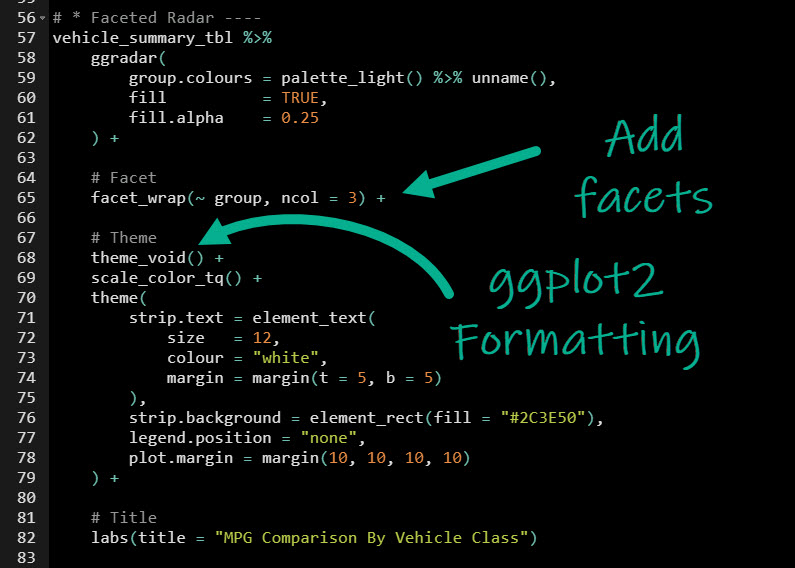 56 # * Faceted Radar ----
57 vehicle_summary_tbl %>%
58     ggradar(
59         group.colours = palette_light() %>% unname(),
60         fill          = TRUE,
61         fill.alpha    = 0.25
62     ) +
63
64     # Facet
65     facet_wrap(~ group, ncol = 3) +
66
67     # Theme
68     theme_void() +
69     scale_color_tq() +
70     theme(
71         strip.text = element_text(
72             size   = 12,
73             colour = "white",
74             margin = margin(t = 5, b = 5)
75         ),
76         strip.background = element_rect(fill = "#2C3E50"),
77         legend.position = "none",
78         plot.margin = margin(10, 10, 10, 10)
79     ) +
80
81     # Title
82     labs(title = "MPG Comparison By Vehicle Class")
83
Add
facets
ggplot2
Formatting